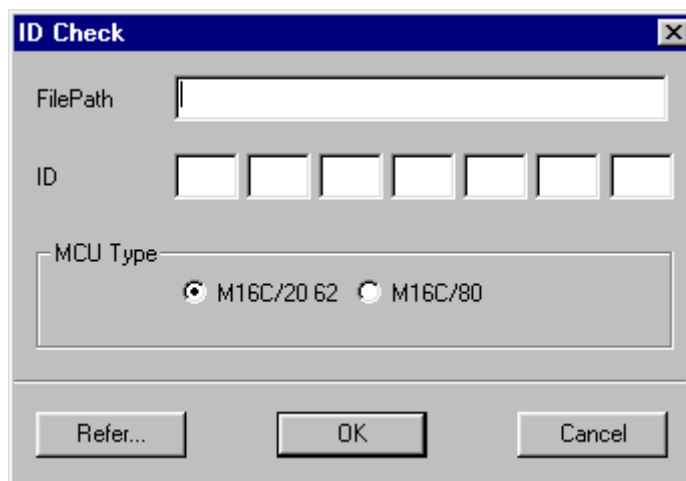 ID Check
FilePath
ID
MCU Type
M16C/20 62 M16C/80
Refer... OK Cancel